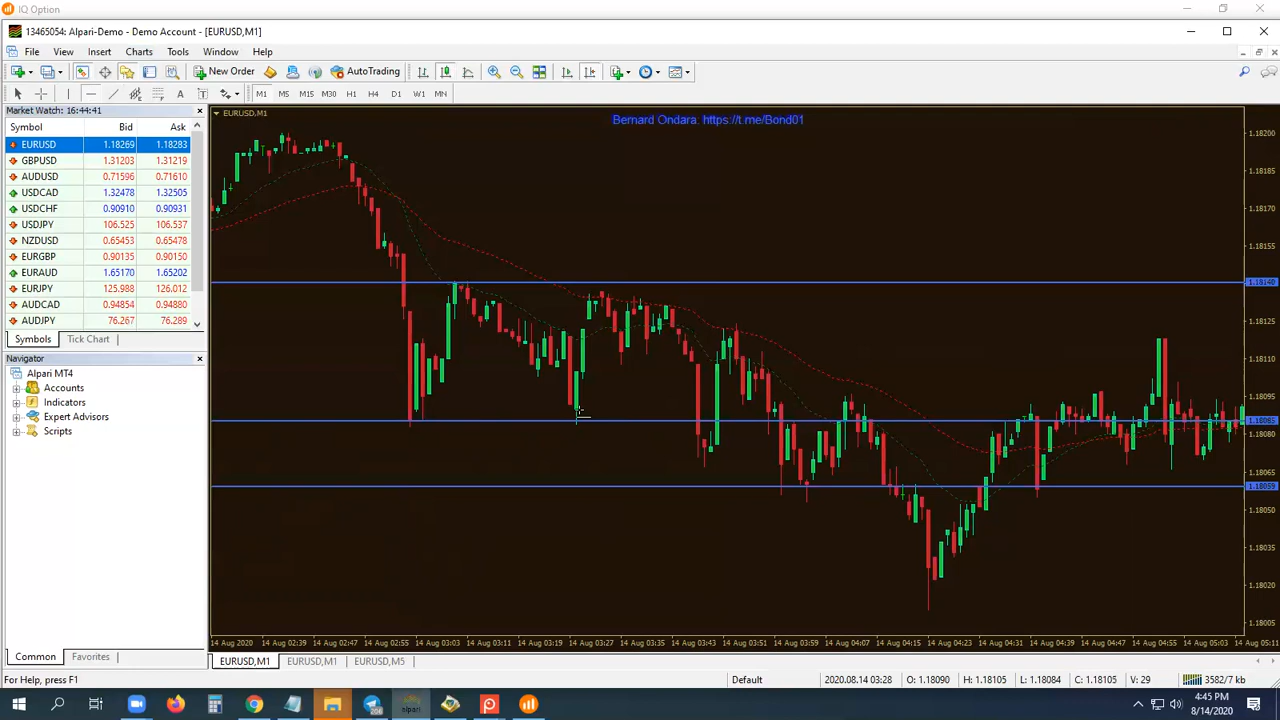 IQ Option
13465054: Alpari-Demo - Demo Account - [EURUSD,M1]
File View Insert Charts Tools Window Help
New Order AutoTrading
A T M1 M5 M15 M30 H1 H4 D1 W1 MN
Market Watch: 16:44:41
Symbol Bid Ask
EURUSD 1.18269 1.18283
GBPUSD 1.31203 1.31219
AUDUSD 0.71596 0.71610
USDCAD 1.32478 1.32505
USDCHF 0.90910 0.90931
USDJPY 106.525 106.537
NZDUSD 0.65453 0.65478
EURGBP 0.90135 0.90150
EURAUD 1.65170 1.65202
EURJPY 125.988 126.012
AUDCAD 0.94854 0.94880
AUDJPY 76.267 76.289
Symbols Tick Chart
Navigator
Alpari MT4
Accounts
Indicators
Expert Advisors
Scripts
Common Favorites
EURUSD,M1
Bernard Ondara: https://t.me/Bond01
1.18200
1.18185
1.18170
1.18155
1.18140
1.18125
1.18110
1.18095
1.18085
1.18080
1.18065
1.18059
1.18050
1.18035
1.18020
1.18005
14 Aug 2020 14 Aug 02:39 14 Aug 02:47 14 Aug 02:55 14 Aug 03:03 14 Aug 03:11 14 Aug 03:19 14 Aug 03:27 14 Aug 03:35 14 Aug 03:43 14 Aug 03:51 14 Aug 03:59 14 Aug 04:07 14 Aug 04:15 14 Aug 04:23 14 Aug 04:31 14 Aug 04:39 14 Aug 04:47 14 Aug 04:55 14 Aug 05:03 14 Aug 05:11
EURUSD,M1 EURUSD,M1 EURUSD,M5
For Help, press F1 Default 2020.08.14 03:28 O: 1.18090 H: 1.18105 L: 1.18084 C: 1.18105 V: 29 3582/7 kb
alpari
4:45 PM
8/14/2020